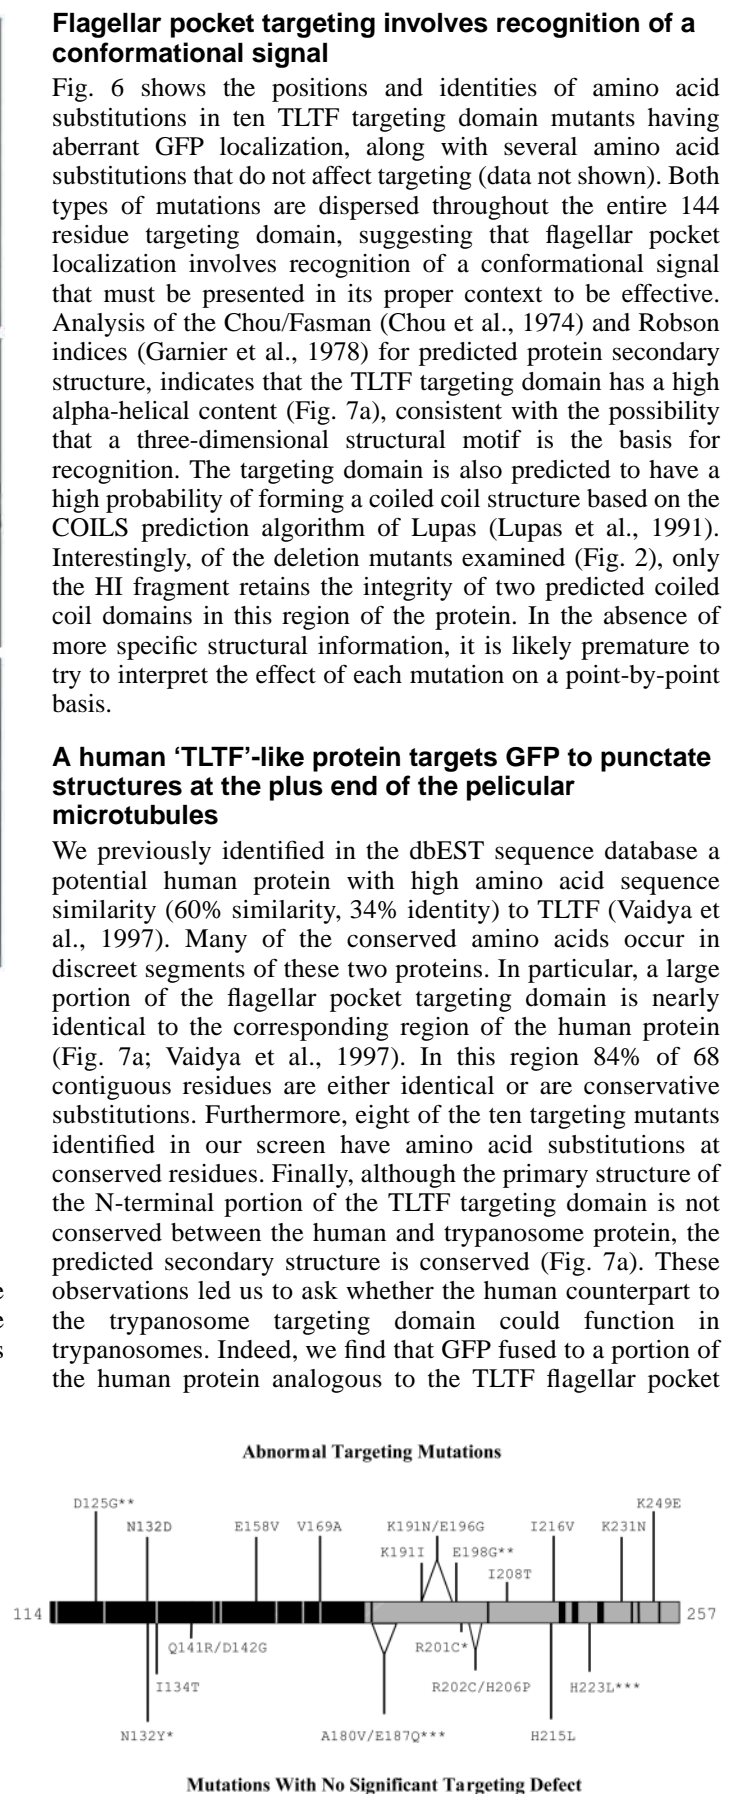 Flagellar pocket targeting involves recognition of a
conformational signal
Fig. 6 shows the positions and identities of amino acid
substitutions in ten TLTF targeting domain mutants having
aberrant GFP localization, along with several amino acid
substitutions that do not affect targeting (data not shown). Both
types of mutations are dispersed throughout the entire 144
residue targeting domain, suggesting that flagellar pocket
localization involves recognition of a conformational signal
that must be presented in its proper context to be effective.
Analysis of the Chou/Fasman (Chou et al., 1974) and Robson
indices (Garnier et al., 1978) for predicted protein secondary
structure, indicates that the TLTF targeting domain has a high
alpha-helical content (Fig. 7a), consistent with the possibility
that a three-dimensional structural motif is the basis for
recognition. The targeting domain is also predicted to have a
high probability of forming a coiled coil structure based on the
COILS prediction algorithm of Lupas (Lupas et al., 1991).
Interestingly, of the deletion mutants examined (Fig. 2), only
the HI fragment retains the integrity of two predicted coiled
coil domains in this region of the protein. In the absence of
more specific structural information, it is likely premature to
try to interpret the effect of each mutation on a point-by-point
basis.
A human ‘TLTF’-like protein targets GFP to punctate
structures at the plus end of the pelicular
microtubules
We previously identified in the dbEST sequence database a
potential human protein with high amino acid sequence
similarity (60% similarity, 34% identity) to TLTF (Vaidya et
al., 1997). Many of the conserved amino acids occur in
discreet segments of these two proteins. In particular, a large
portion of the flagellar pocket targeting domain is nearly
identical to the corresponding region of the human protein
(Fig. 7a; Vaidya et al., 1997). In this region 84% of 68
contiguous residues are either identical or are conservative
substitutions. Furthermore, eight of the ten targeting mutants
identified in our screen have amino acid substitutions at
conserved residues. Finally, although the primary structure of
the N-terminal portion of the TLTF targeting domain is not
conserved between the human and trypanosome protein, the
predicted secondary structure is conserved (Fig. 7a). These
observations led us to ask whether the human counterpart to
the trypanosome targeting domain could function in
trypanosomes. Indeed, we find that GFP fused to a portion of
the human protein analogous to the TLTF flagellar pocket
Abnormal Targeting Mutations
D125G** K249E
N132D E158V V169A K191N/E196G I216V K231N
K191I E198G**
I208T
114 257
Q141R/D142G R201C*
I134T R202C/H206P H223L***
N132Y* A180V/E187Q*** H215L
Mutations With No Significant Targeting Defect